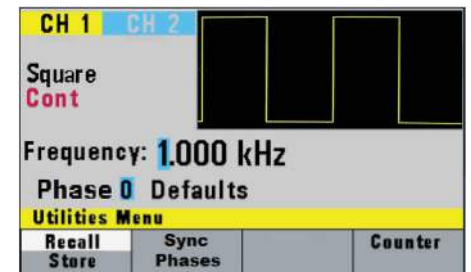 CH 1 CH 2
Square
Cont
Frequency: 1.000 kHz
Phase 0 Defaults
Utilities Menu
Recall Sync Counter
Store Phases